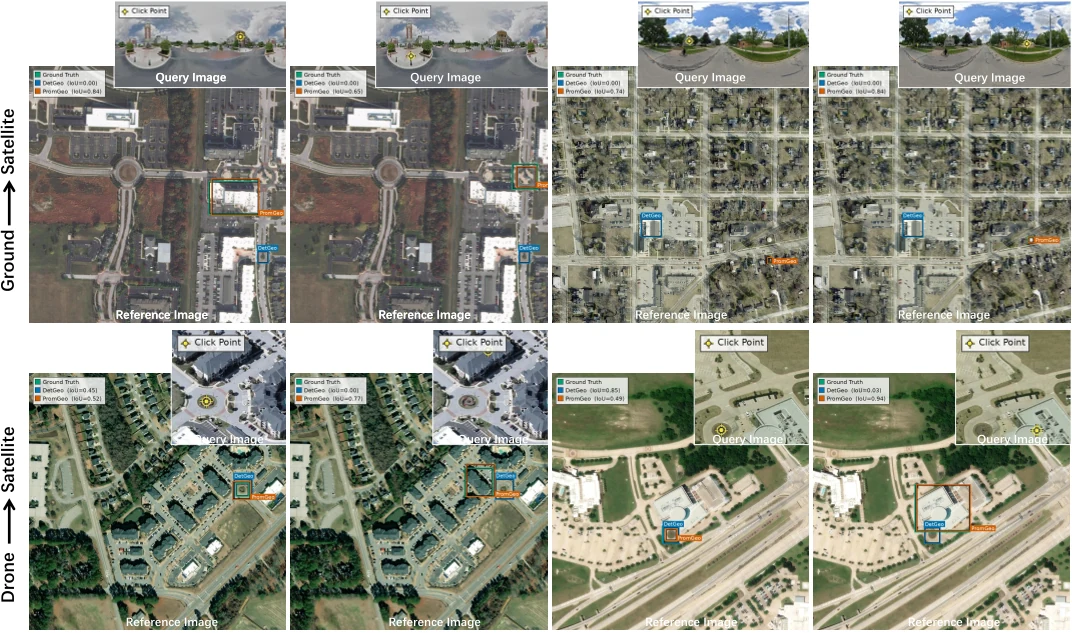 Ground → Satellite
Click Point
Query Image
Ground Truth
DetGeo (IoU=0.00)
PromGeo (IoU=0.84)
PromGeo
DetGeo
Reference Image
Click Point
Query Image
Ground Truth
DetGeo (IoU=0.00)
PromGeo (IoU=0.65)
Prom
DetGeo
Reference Image
Click Point
Query Image
Ground Truth
DetGeo (IoU=0.00)
PromGeo (IoU=0.74)
DetGeo
PromGeo
Reference Image
Click Point
Query Image
Ground Truth
DetGeo (IoU=0.00)
PromGeo (IoU=0.84)
DetGeo
PromGeo
Reference Image
Drone → Satellite
Click Point
Query Image
Ground Truth
DetGeo (IoU=0.45)
PromGeo (IoU=0.52)
DetGeo
PromGeo
Reference Image
Click Point
Query Image
Ground Truth
DetGeo (IoU=0.00)
PromGeo (IoU=0.77)
DetGeo
PromGeo
Reference Image
Click Point
Query Image
Ground Truth
DetGeo (IoU=0.85)
PromGeo (IoU=0.49)
DetGeo
PromGeo
Reference Image
Click Point
Query Image
Ground Truth
DetGeo (IoU=0.03)
PromGeo (IoU=0.94)
DetGeo
PromGeo
Reference Image